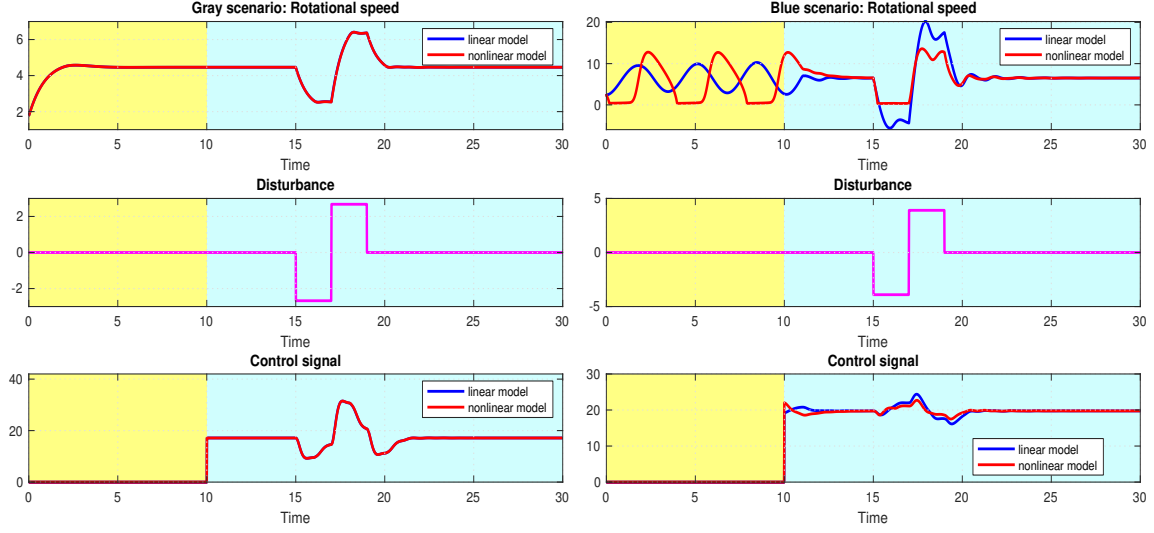 Gray scenario: Rotational speed
6
4
2
linear model
nonlinear model
0 5 10 15 20 25 30
Time
Disturbance
2
0
-2
0 5 10 15 20 25 30
Time
Control signal
40
20
0
linear model
nonlinear model
0 5 10 15 20 25 30
Time
Blue scenario: Rotational speed
20
10
0
linear model
nonlinear model
0 5 10 15 20 25 30
Time
Disturbance
5
0
-5
0 5 10 15 20 25 30
Time
Control signal
30
20
10
0
linear model
nonlinear model
0 5 10 15 20 25 30
Time